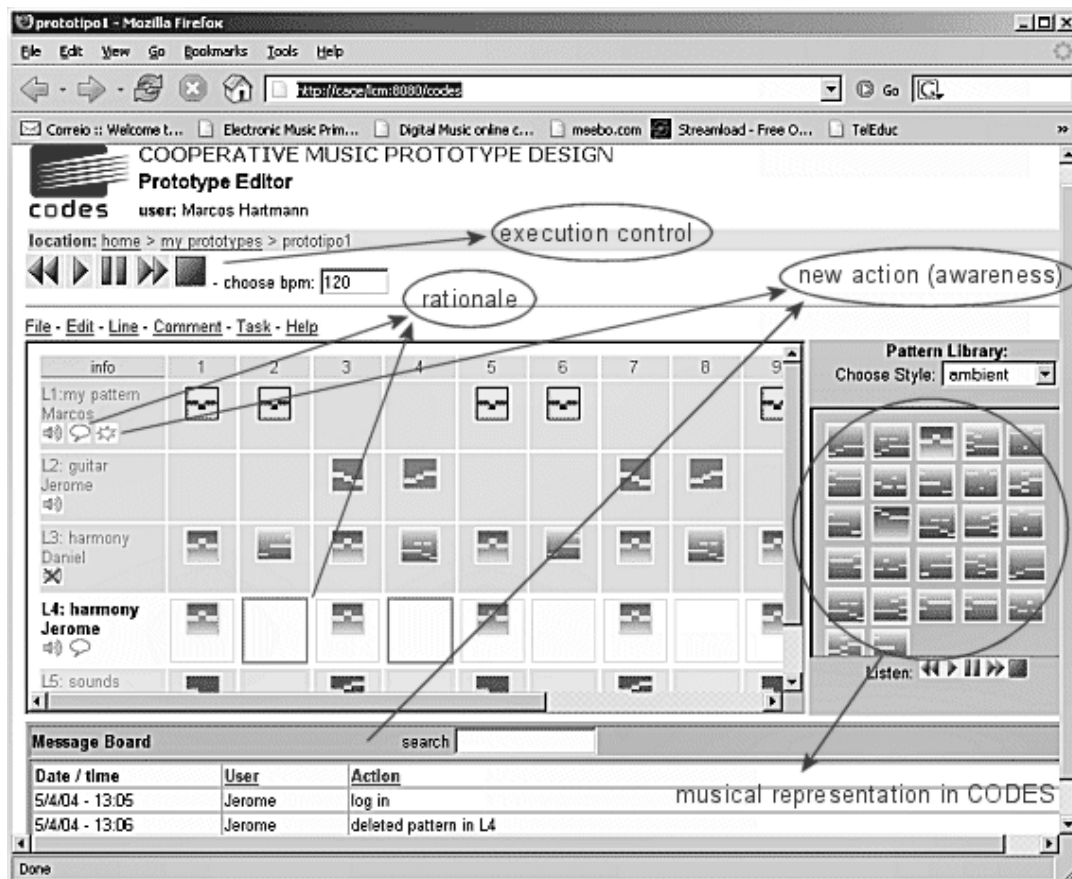 prototipo1 - Mozilla Firefox
File Edit View Go Bookmarks Tools Help
http://cage/lcm:8080/codes
Go
G
Correio :: Welcome t... Electronic Music Prim... Digital Music online c... meebo.com Streamload - Free O... TelEduc »
COOPERATIVE MUSIC PROTOTYPE DESIGN
Prototype Editor
codes
user: Marcos Hartmann
location: home > my prototypes > prototipo1
execution control
- choose bpm: 120
rationale
new action (awareness)
File - Edit - Line - Comment - Task - Help
info 1 2 3 4 5 6 7 8 9
L1:my pattern
Marcos
L2: guitar
Jerome
L3: harmony
Daniel
L4: harmony
Jerome
L5: sounds
Pattern Library:
Choose Style: ambient
Listen:
Message Board search
Date / time User Action
5/4/04 - 13:05 Jerome log in
5/4/04 - 13:06 Jerome deleted pattern in L4
musical representation in CODES
Done